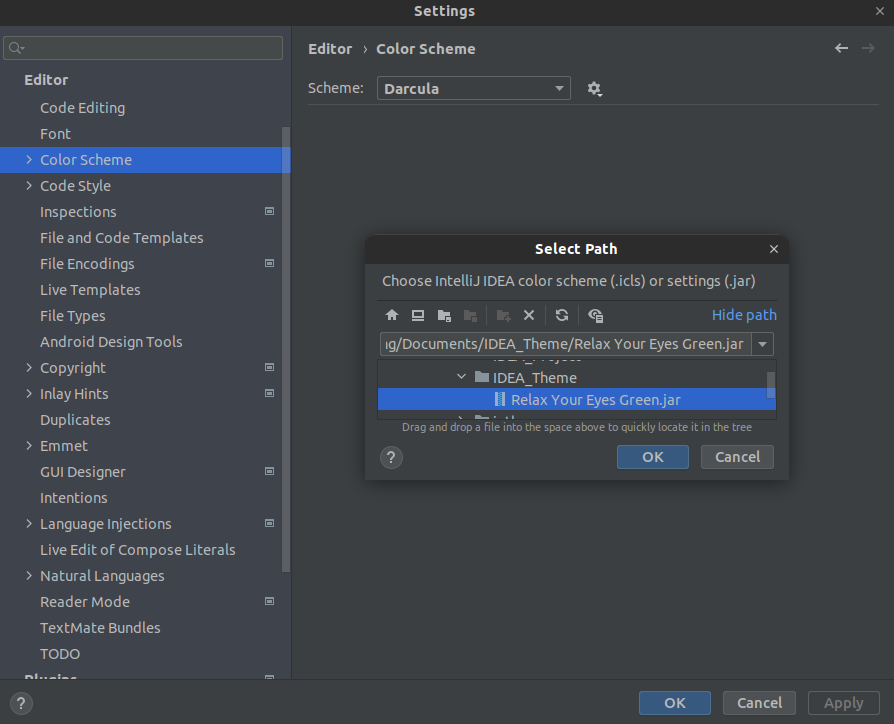 Settings
Editor
Code Editing
Font
Color Scheme
Code Style
Inspections
File and Code Templates
File Encodings
Live Templates
File Types
Android Design Tools
Copyright
Inlay Hints
Duplicates
Emmet
GUI Designer
Intentions
Language Injections
Live Edit of Compose Literals
Natural Languages
Reader Mode
TextMate Bundles
TODO
Plugins
Editor › Color Scheme
Scheme: Darcula
Select Path
Choose IntelliJ IDEA color scheme (.icls) or settings (.jar)
Hide path
ng/Documents/IDEA_Theme/Relax Your Eyes Green.jar
IDEA_Project
IDEA_Theme
Relax Your Eyes Green.jar
Drag and drop a file into the space above to quickly locate it in the tree
? OK Cancel
? OK Cancel Apply